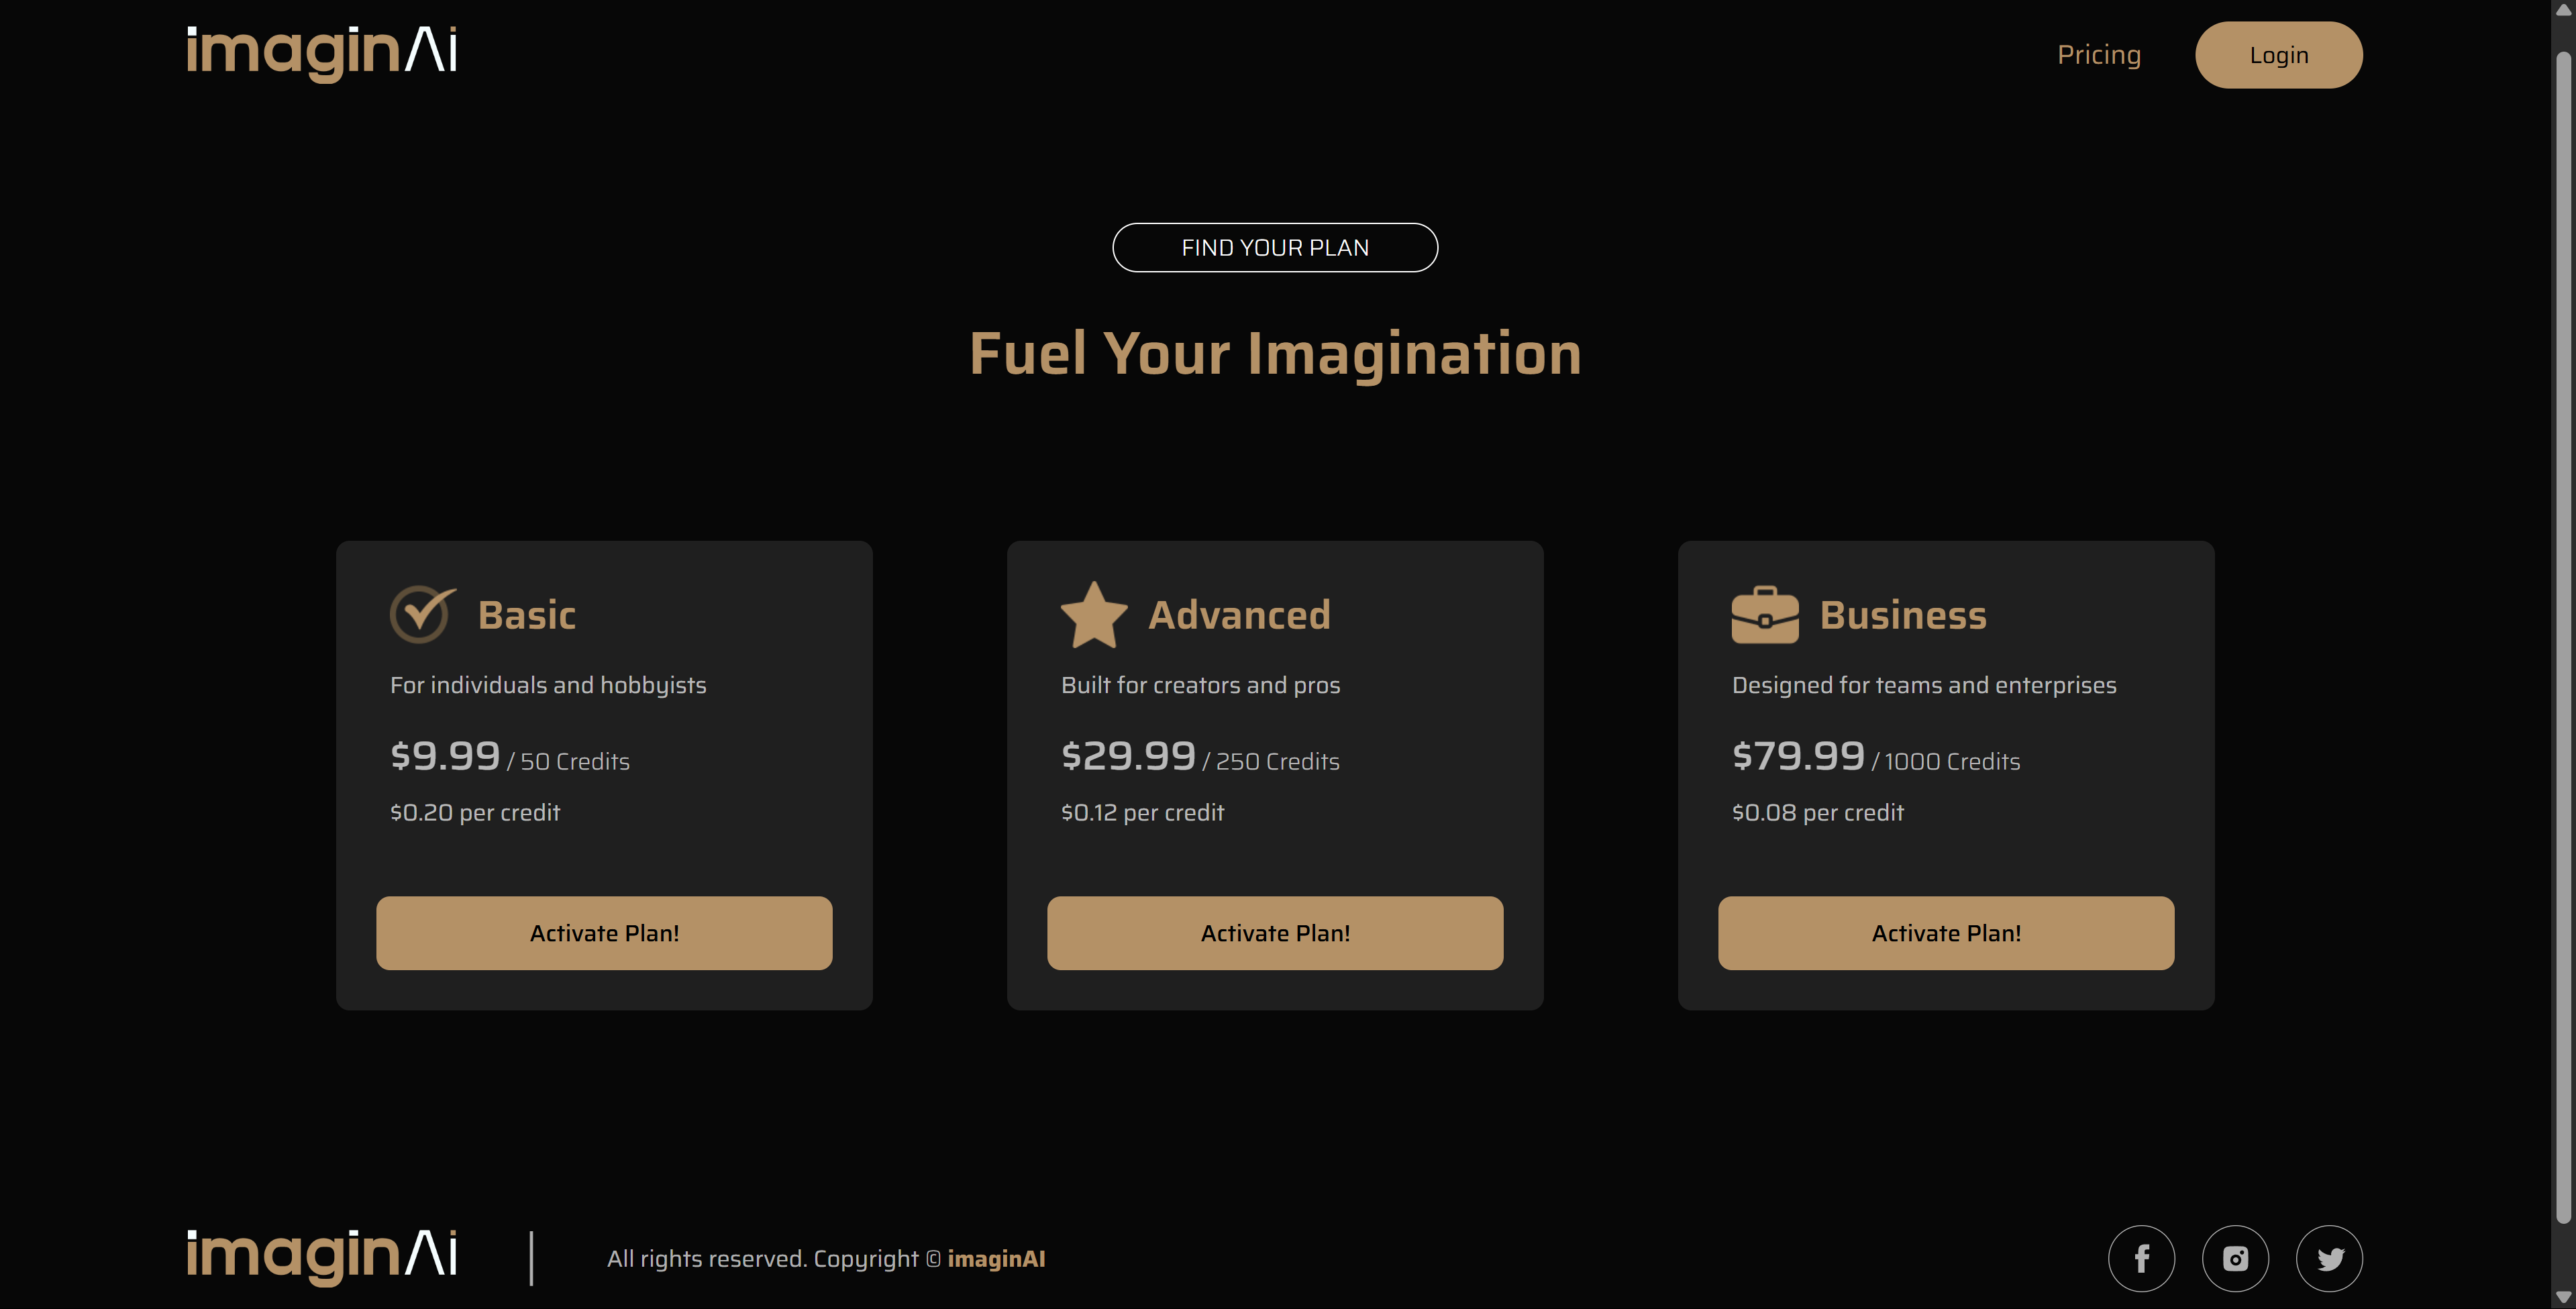 imaginAi
Pricing
Login
FIND YOUR PLAN
Fuel Your Imagination
Basic
For individuals and hobbyists
$9.99 / 50 Credits
$0.20 per credit
Activate Plan!
Advanced
Built for creators and pros
$29.99 / 250 Credits
$0.12 per credit
Activate Plan!
Business
Designed for teams and enterprises
$79.99 / 1000 Credits
$0.08 per credit
Activate Plan!
imaginAi
All rights reserved. Copyright © imaginAI